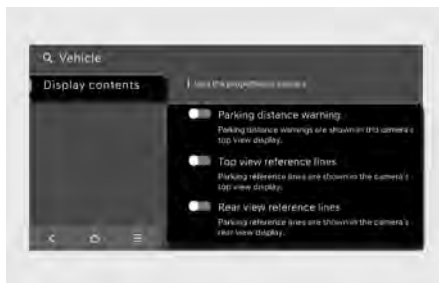 Vehicle
Display contents
Parking distance warning
Parking distance warnings are shown in the camera's
top view display.
Top view reference lines
Parking reference lines are shown in the camera's
top view display.
Rear view reference lines
Parking reference lines are shown in the camera's
rear view display.